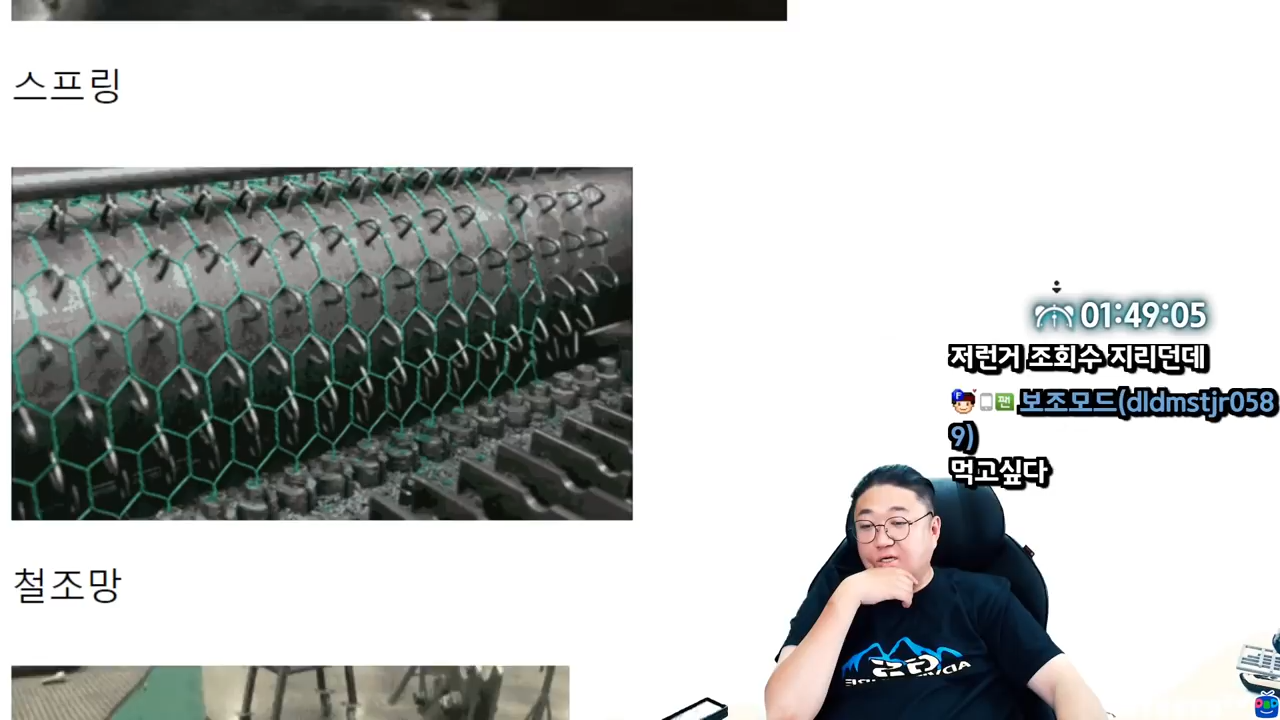 스프링
01:49:05
저런거 조회수 지리던데
팬 보조모드(dldmstjr058
9)
먹고싶다
철조망